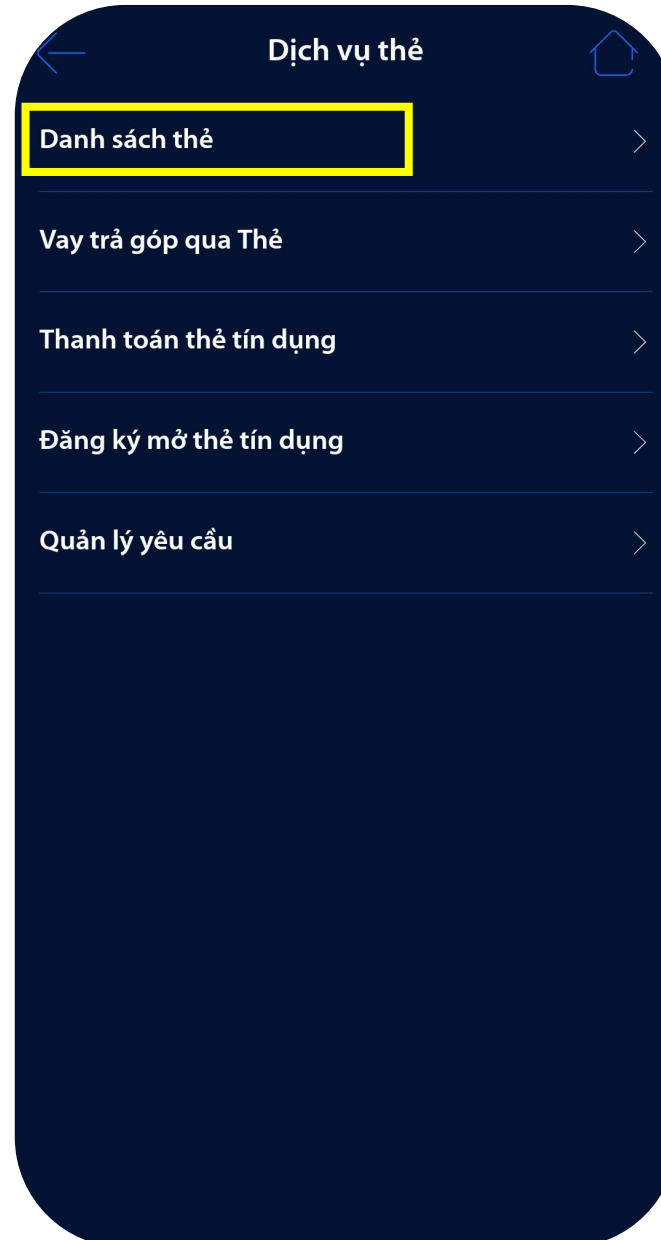 Dịch vụ thẻ
Danh sách thẻ
Vay trả góp qua Thẻ
Thanh toán thẻ tín dụng
Đăng ký mở thẻ tín dụng
Quản lý yêu cầu